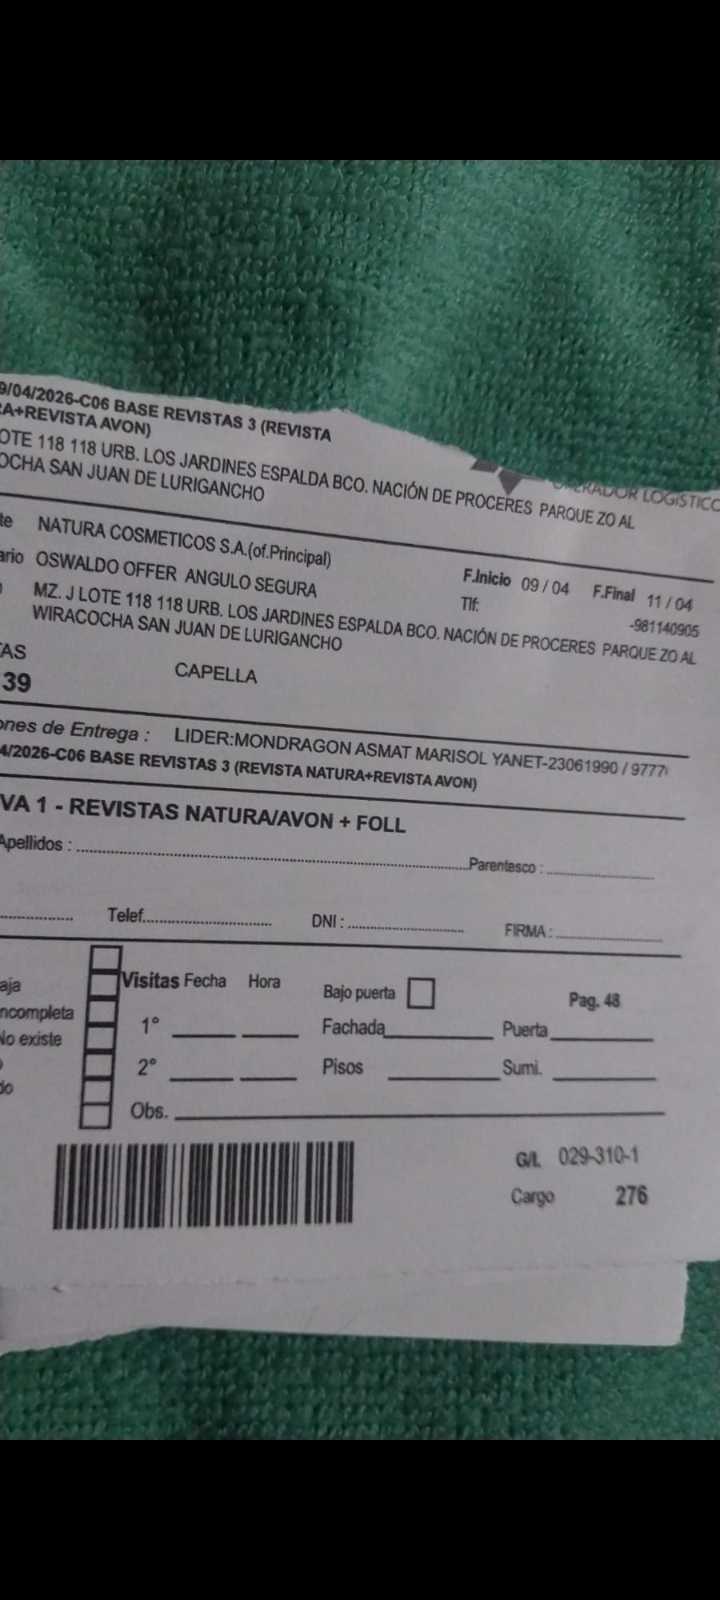 9/04/2026-C06 BASE REVISTAS 3 (REVISTA
RA+REVISTA AVON)
OTE 118 118 URB. LOS JARDINES ESPALDA BCO. NACIÓN DE PROCERES PARQUE ZO AL
OCHA SAN JUAN DE LURIGANCHO
OPERADOR LOGÍSTICO
te NATURA COSMETICOS S.A.(of.Principal)
F.Inicio 09 / 04 F.Final 11 / 04
ario OSWALDO OFFER ANGULO SEGURA
Tlf: -981140905
MZ. J LOTE 118 118 URB. LOS JARDINES ESPALDA BCO. NACIÓN DE PROCERES PARQUE ZO AL
WIRACOCHA SAN JUAN DE LURIGANCHO
TAS
39 CAPELLA
ones de Entrega : LIDER:MONDRAGON ASMAT MARISOL YANET-23061990 / 9777
4/2026-C06 BASE REVISTAS 3 (REVISTA NATURA+REVISTA AVON)
VA 1 - REVISTAS NATURA/AVON + FOLL
Apellidos : Parentesco :
Telef. DNI : FIRMA :
Visitas Fecha Hora Bajo puerta Pag. 48
aja
ncompleta 1° Fachada Puerta
No existe
2° Pisos Sumi.
do
Obs.
G/L 029-310-1
Cargo 276